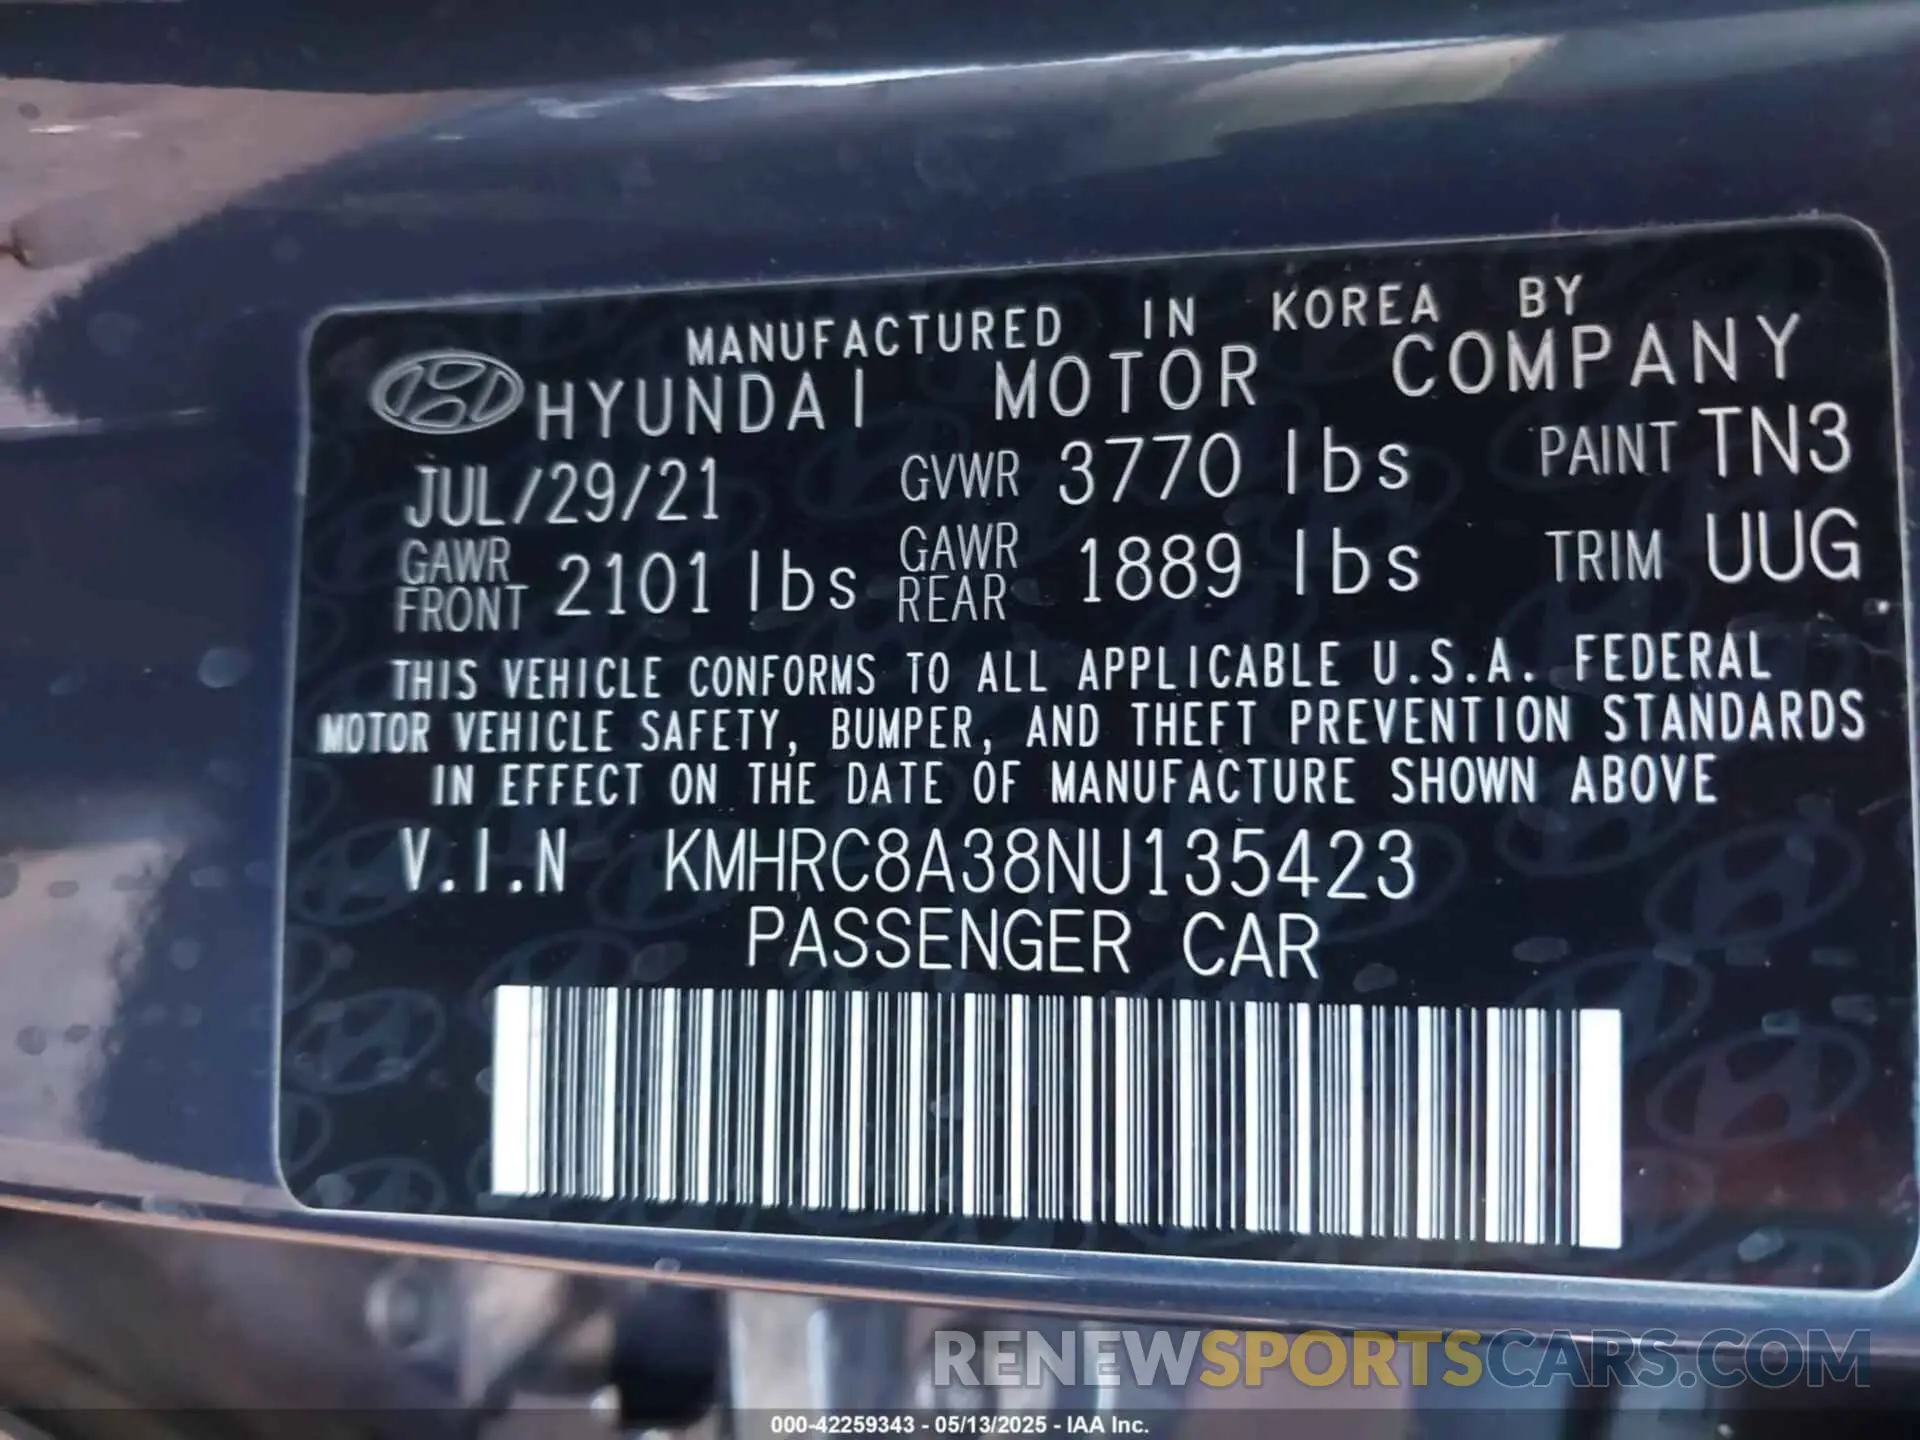 MANUFACTURED IN KOREA BY
HYUNDAI MOTOR COMPANY
JUL/29/21 GVWR 3770 lbs PAINT TN3
GAWR FRONT 2101 lbs GAWR REAR 1889 lbs TRIM UUG
THIS VEHICLE CONFORMS TO ALL APPLICABLE U.S.A. FEDERAL
MOTOR VEHICLE SAFETY, BUMPER, AND THEFT PREVENTION STANDARDS
IN EFFECT ON THE DATE OF MANUFACTURE SHOWN ABOVE
V.I.N KMHRC8A38NU135423
PASSENGER CAR
RENEWSPORTSCARS.COM
000-42259343 - 05/13/2025 - IAA Inc.